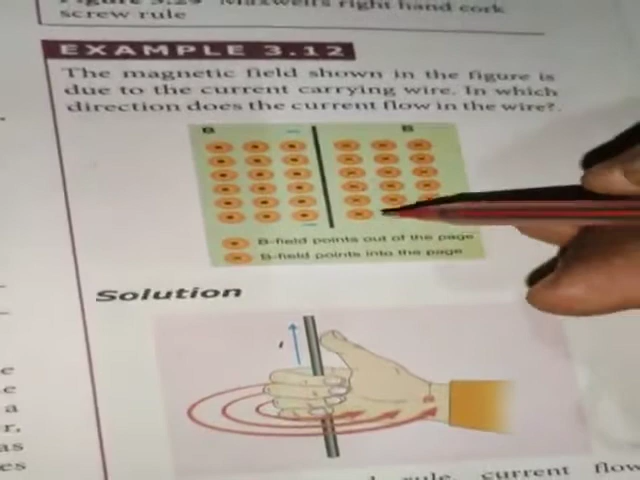 Maxwell's right hand cork
screw rule
EXAMPLE 3.12
The magnetic field shown in the figure is
due to the current carrying wire. In which
direction does the current flow in the wire?
B B
B-field points out of the page
B-field points into the page
Solution
I
rule, current flow